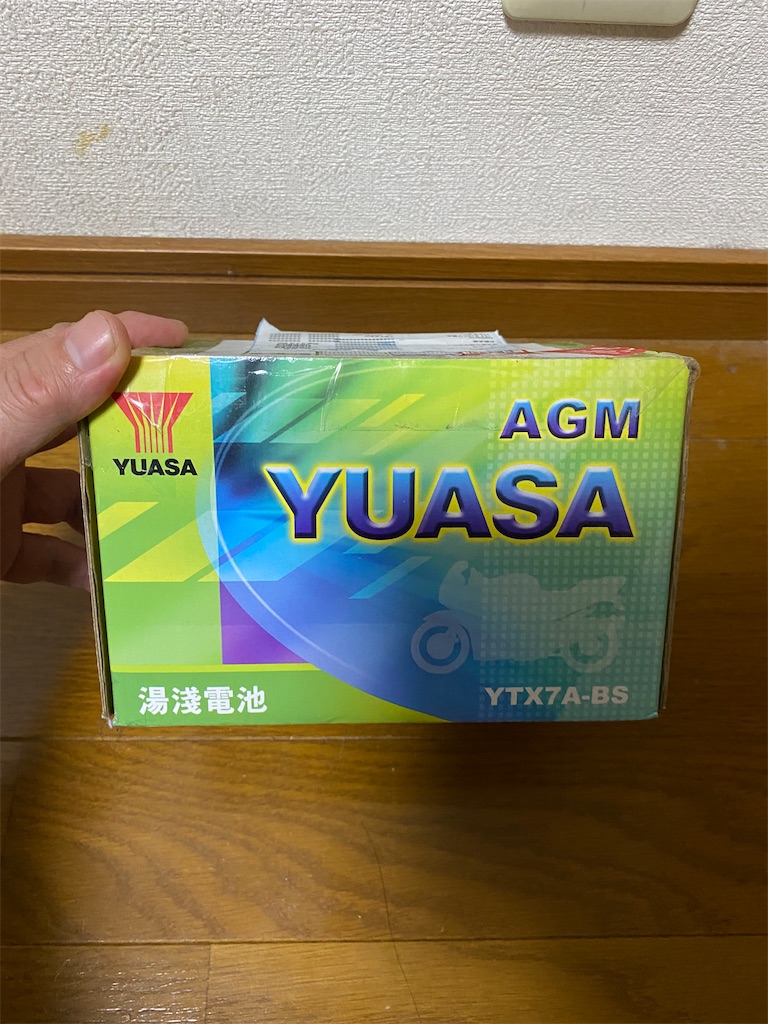 AGM
YUASA
YUASA
湯淺電池
YTX7A-BS